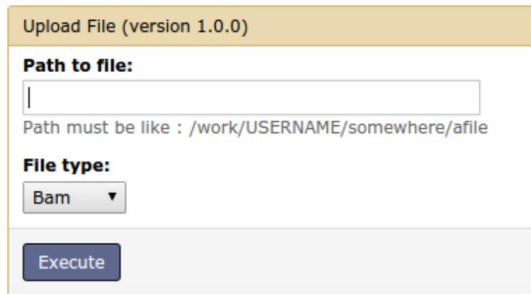 Upload File (version 1.0.0)
Path to file:
Path must be like : /work/USERNAME/somewhere/afile
File type:
Bam
Execute